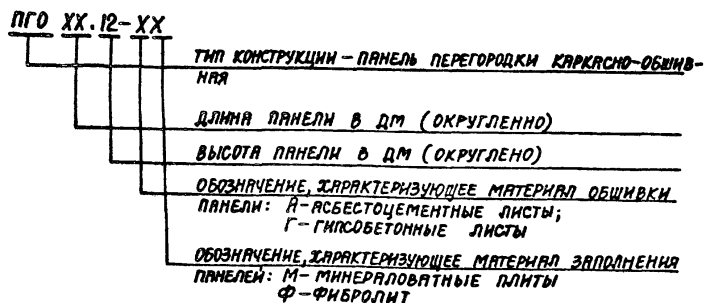 ПГО XX.12-XX
ТИП КОНСТРУКЦИИ – ПАНЕЛЬ ПЕРЕГОРОДКИ КАРКАСНО-ОБШИВ-
НАЯ
ДЛИНА ПАНЕЛИ В ДМ (ОКРУГЛЕННО)
ВЫСОТА ПАНЕЛИ В ДМ (ОКРУГЛЕНО)
ОБОЗНАЧЕНИЕ, ХАРАКТЕРИЗУЮЩЕЕ МАТЕРИАЛ ОБШИВКИ
ПАНЕЛИ: А-АСБЕСТОЦЕМЕНТНЫЕ ЛИСТЫ;
Г-ГИПСОБЕТОННЫЕ ЛИСТЫ
ОБОЗНАЧЕНИЕ, ХАРАКТЕРИЗУЮЩЕЕ МАТЕРИАЛ ЗАПОЛНЕНИЯ
ПАНЕЛЕЙ: М- МИНЕРАЛОВАТНЫЕ ПЛИТЫ
Ф-ФИБРОЛИТ